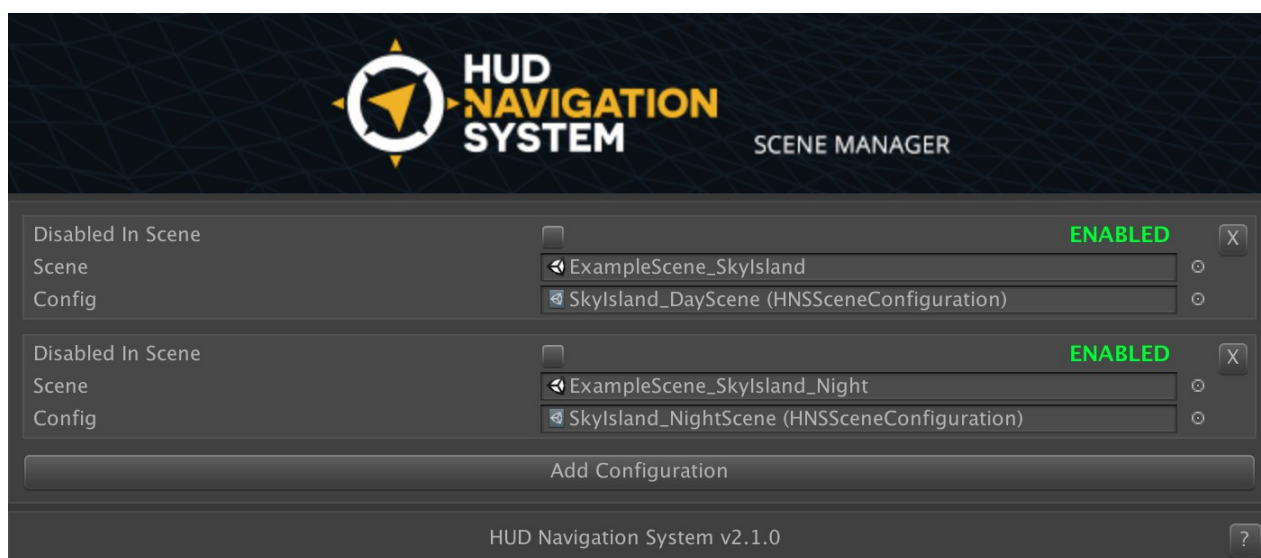 HUD
NAVIGATION
SYSTEM SCENE MANAGER
Disabled In Scene ENABLED X
Scene ExampleScene_SkyIsland
Config SkyIsland_DayScene (HNSSceneConfiguration)
Disabled In Scene ENABLED X
Scene ExampleScene_SkyIsland_Night
Config SkyIsland_NightScene (HNSSceneConfiguration)
Add Configuration
HUD Navigation System v2.1.0 ?